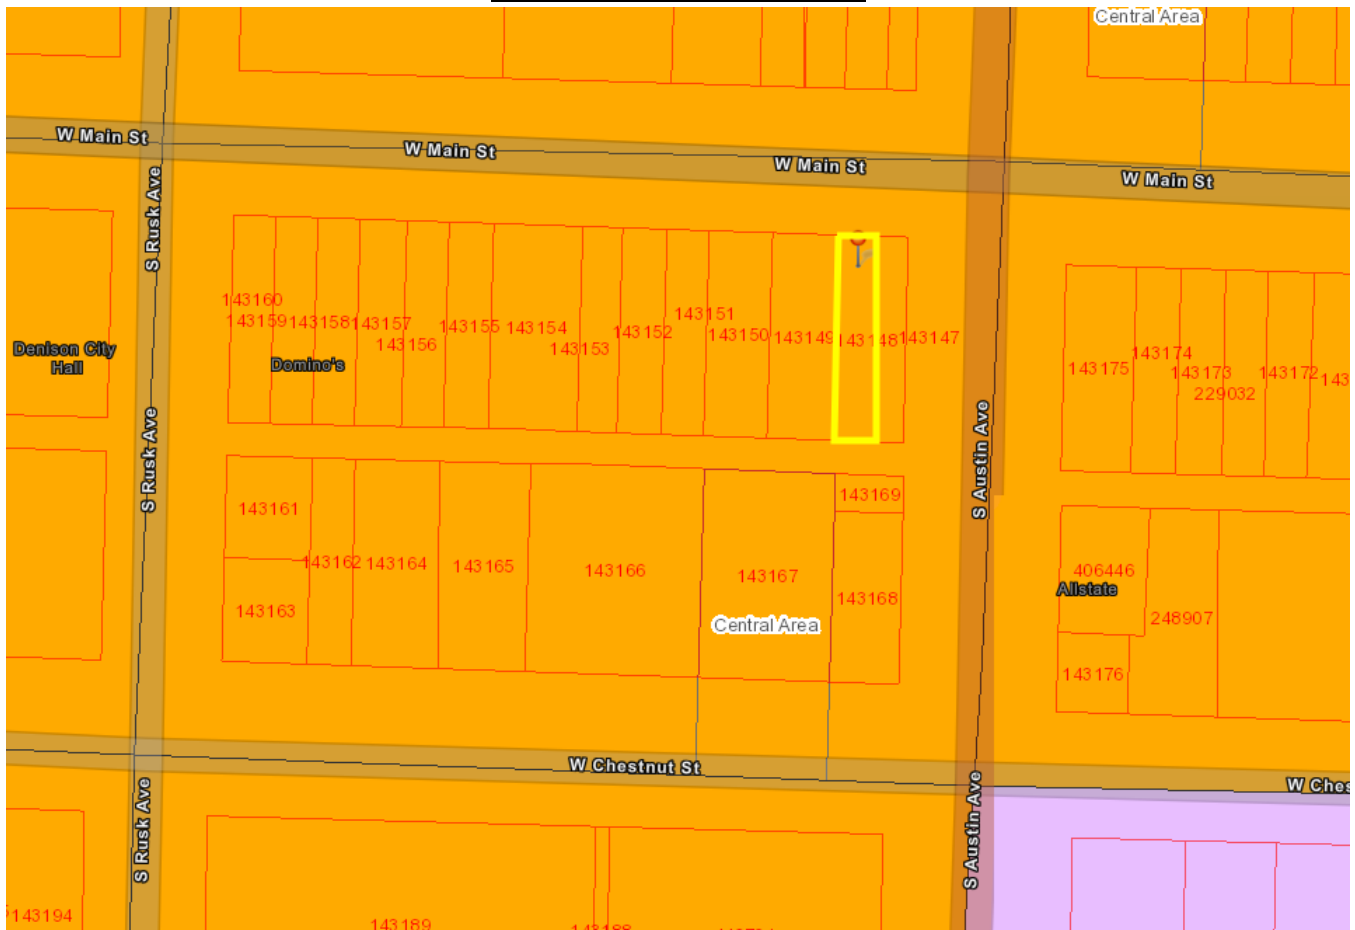 Central Area
W Main St
W Main St
W Main St
W Main St
S Rusk Ave
143160
143159
143158
143157
143156
143155
143154
143153
143152
143151
143150
143149
143148
143147
Denison City
Hall
Domino's
143175
143174
143173
229032
143172
143
S Rusk Ave
S Austin Ave
143161
143162
143163
143164
143165
143166
143167
143169
143168
Central Area
406446
Allstate
248907
143176
W Chestnut St
W Ches
S Rusk Ave
S Austin Ave
143194
143189
143188